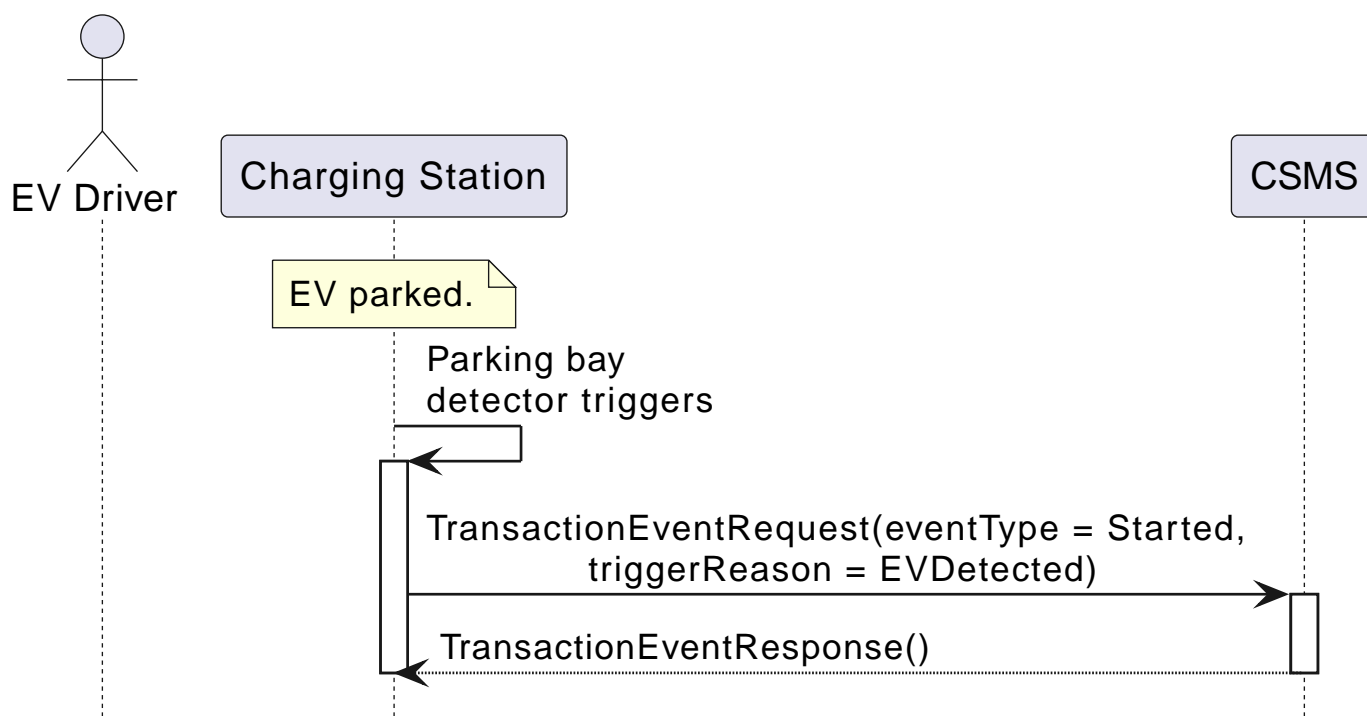 EV Driver
Charging Station
CSMS
EV parked.
Parking bay
detector triggers
TransactionEventRequest(eventType = Started,
triggerReason = EVDetected)
TransactionEventResponse()